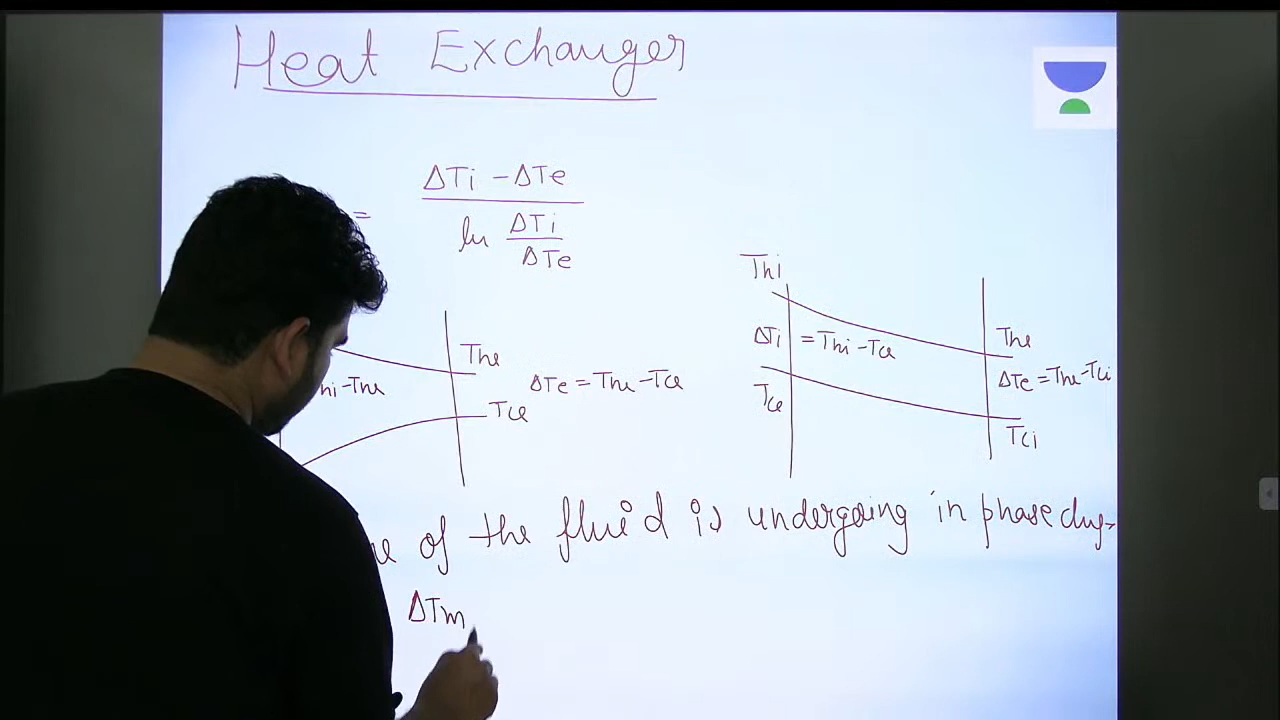 Heat Exchanger
= ΔTi - ΔTe
ln ΔTi
ΔTe
The
hi - The
ΔTe = The - Tce
Tce
Thi
ΔTi = Thi - Tce
Tce
The
ΔTe = The - Tci
Tci
of the fluid is undergoing in phase
ΔTm